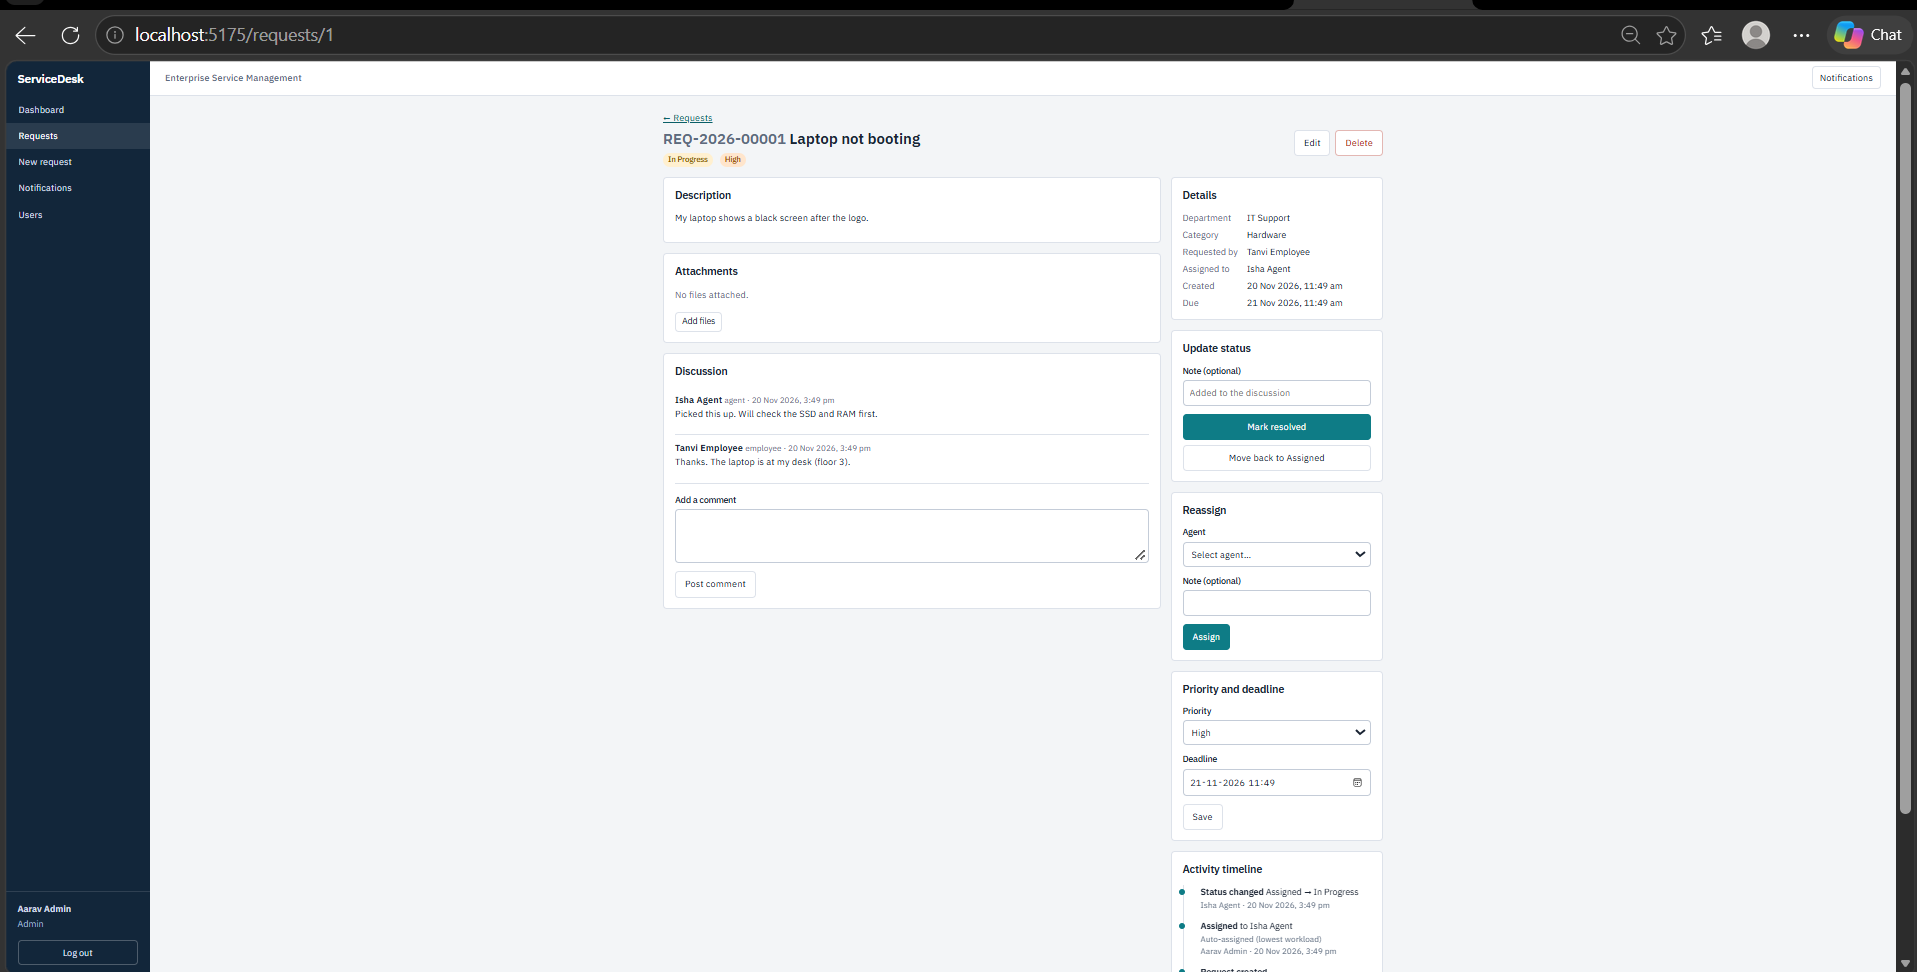 localhost:5175/requests/1
Chat
ServiceDesk
Dashboard
Requests
New request
Notifications
Users
Aarav Admin
Admin
Log out
Enterprise Service Management
Notifications
← Requests
REQ-2026-00001 Laptop not booting
In Progress High
Edit
Delete
Description
My laptop shows a black screen after the logo.
Attachments
No files attached.
Add files
Discussion
Isha Agent agent · 20 Nov 2026, 3:49 pm
Picked this up. Will check the SSD and RAM first.
Tanvi Employee employee · 20 Nov 2026, 3:49 pm
Thanks. The laptop is at my desk (floor 3).
Add a comment
Post comment
Details
Department IT Support
Category Hardware
Requested by Tanvi Employee
Assigned to Isha Agent
Created 20 Nov 2026, 11:49 am
Due 21 Nov 2026, 11:49 am
Update status
Note (optional)
Added to the discussion
Mark resolved
Move back to Assigned
Reassign
Agent
Select agent...
Note (optional)
Assign
Priority and deadline
Priority
High
Deadline
21-11-2026 11:49
Save
Activity timeline
Status changed Assigned → In Progress
Isha Agent · 20 Nov 2026, 3:49 pm
Assigned to Isha Agent
Auto-assigned (lowest workload)
Aarav Admin · 20 Nov 2026, 3:49 pm
Request created